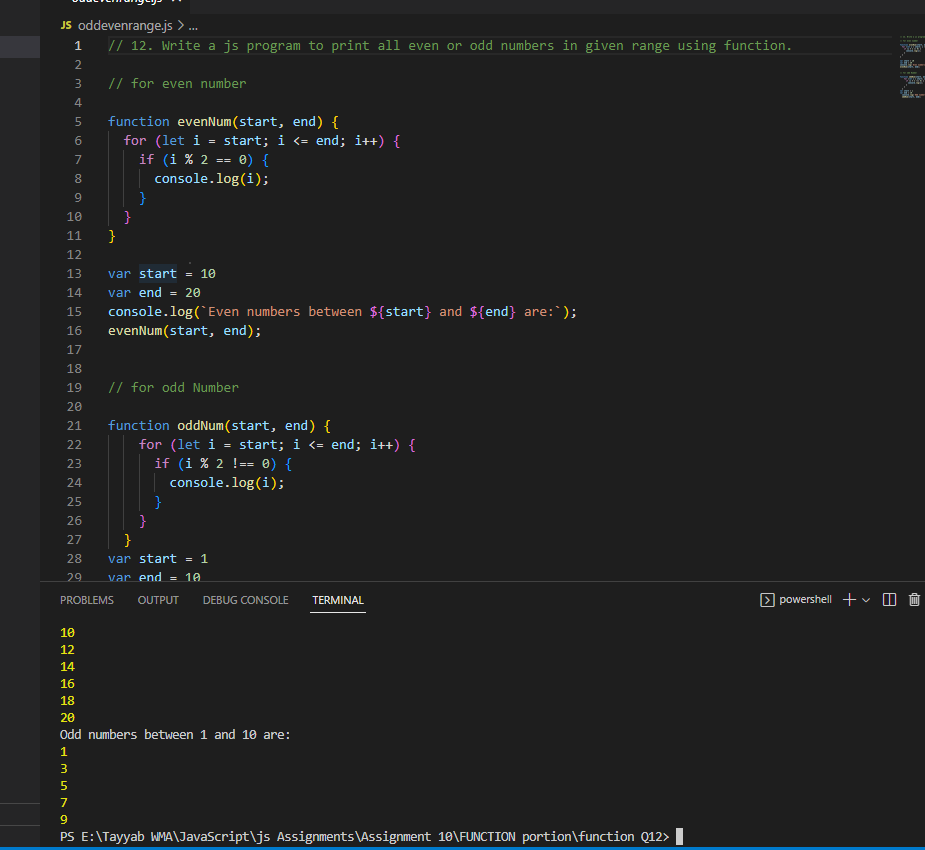 oddevenrange.js
JS oddevenrange.js > ...
1 // 12. Write a js program to print all even or odd numbers in given range using function.
2
3 // for even number
4
5 function evenNum(start, end) {
6 for (let i = start; i <= end; i++) {
7 if (i % 2 == 0) {
8 console.log(i);
9 }
10 }
11 }
12
13 var start = 10
14 var end = 20
15 console.log(`Even numbers between ${start} and ${end} are:`);
16 evenNum(start, end);
17
18
19 // for odd Number
20
21 function oddNum(start, end) {
22 for (let i = start; i <= end; i++) {
23 if (i % 2 !== 0) {
24 console.log(i);
25 }
26 }
27 }
28 var start = 1
29 var end = 10
PROBLEMS OUTPUT DEBUG CONSOLE TERMINAL powershell
10
12
14
16
18
20
Odd numbers between 1 and 10 are:
1
3
5
7
9
PS E:\Tayyab WMA\JavaScript\js Assignments\Assignment 10\FUNCTION portion\function Q12>